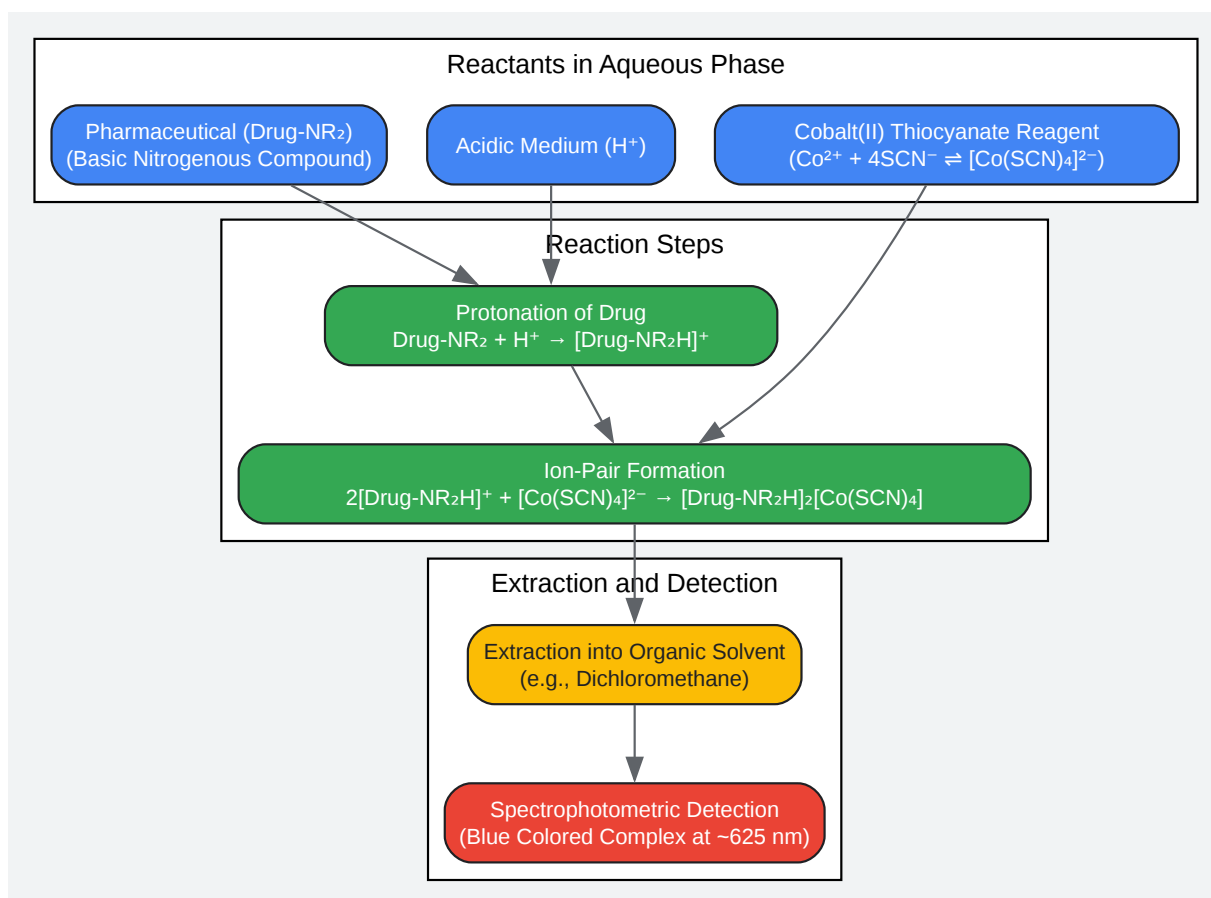 Reactants in Aqueous Phase
Pharmaceutical (Drug-NR₂)
(Basic Nitrogenous Compound)
Acidic Medium (H⁺)
Cobalt(II) Thiocyanate Reagent
(Co²⁺ + 4SCN⁻ ⇌ [Co(SCN)₄]²⁻)
Reaction Steps
Protonation of Drug
Drug-NR₂ + H⁺ → [Drug-NR₂H]⁺
Ion-Pair Formation
2[Drug-NR₂H]⁺ + [Co(SCN)₄]²⁻ → [Drug-NR₂H]₂[Co(SCN)₄]
Extraction and Detection
Extraction into Organic Solvent
(e.g., Dichloromethane)
Spectrophotometric Detection
(Blue Colored Complex at ~625 nm)